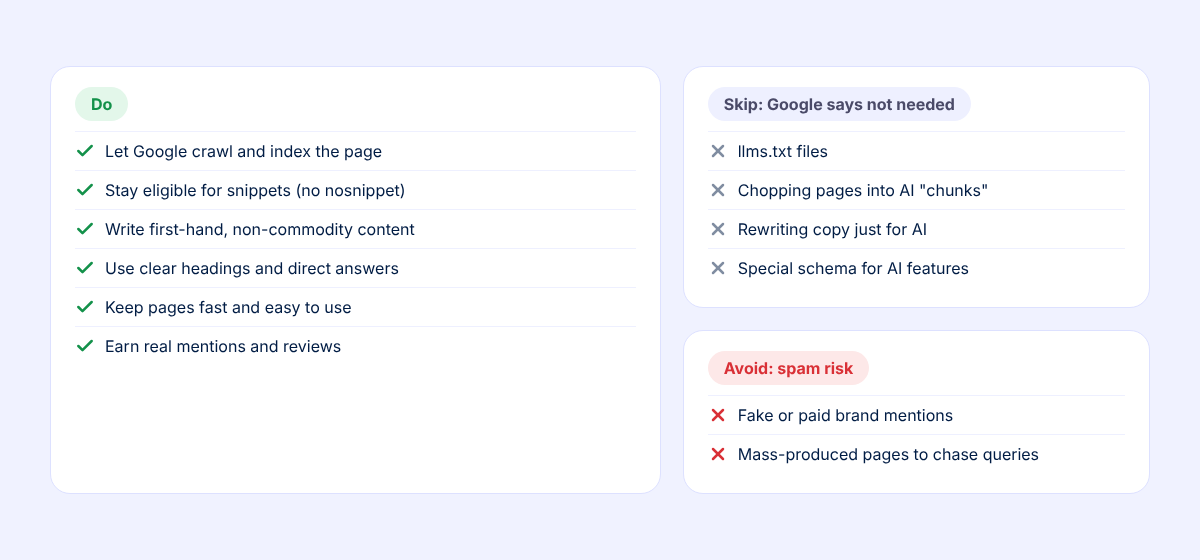 Do
Let Google crawl and index the page
Stay eligible for snippets (no nosnippet)
Write first-hand, non-commodity content
Use clear headings and direct answers
Keep pages fast and easy to use
Earn real mentions and reviews
Skip: Google says not needed
llms.txt files
Chopping pages into AI "chunks"
Rewriting copy just for AI
Special schema for AI features
Avoid: spam risk
Fake or paid brand mentions
Mass-produced pages to chase queries